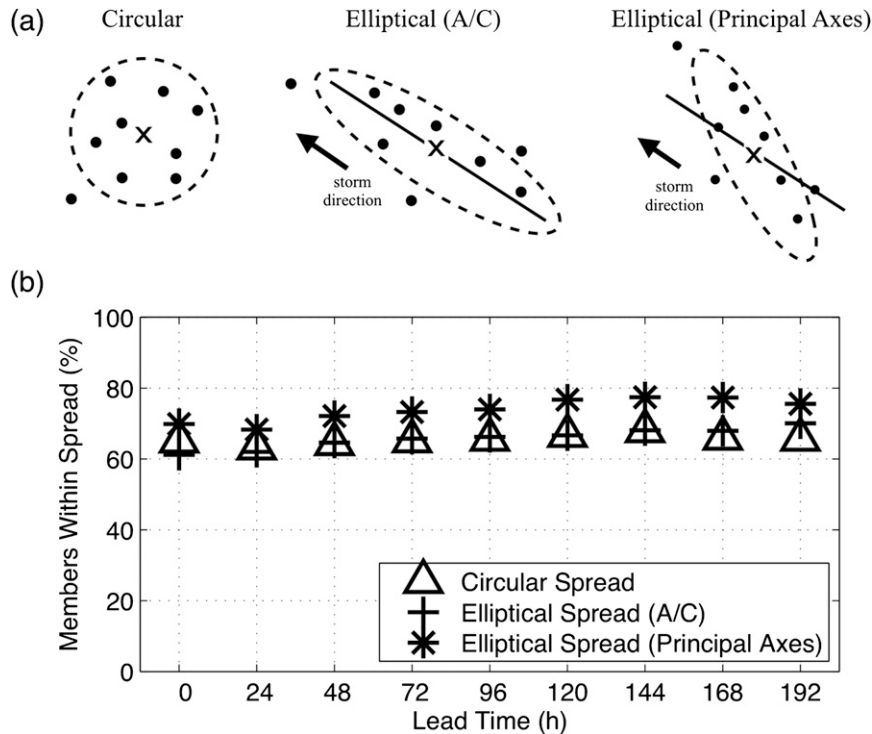 (a)
Circular
Elliptical (A/C)
Elliptical (Principal Axes)
X
X
X
storm
direction
storm
direction
(b)
Members Within Spread (%)
100
80
60
40
20
0
Circular Spread
Elliptical Spread (A/C)
Elliptical Spread (Principal Axes)
0 24 48 72 96 120 144 168 192
Lead Time (h)